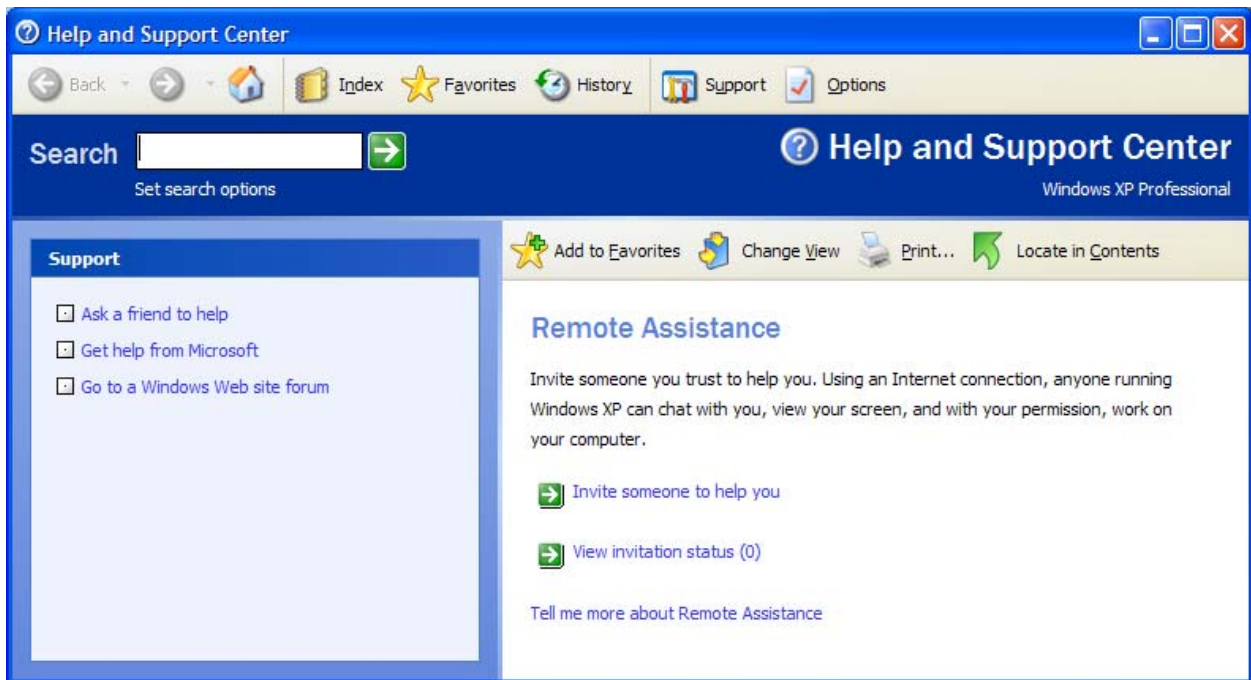 Help and Support Center
Back
Index
Favorites
History
Support
Options
Search
Set search options
Help and Support Center
Windows XP Professional
Support
Ask a friend to help
Get help from Microsoft
Go to a Windows Web site forum
Add to Favorites
Change View
Print...
Locate in Contents
Remote Assistance
Invite someone you trust to help you. Using an Internet connection, anyone running
Windows XP can chat with you, view your screen, and with your permission, work on
your computer.
Invite someone to help you
View invitation status (0)
Tell me more about Remote Assistance